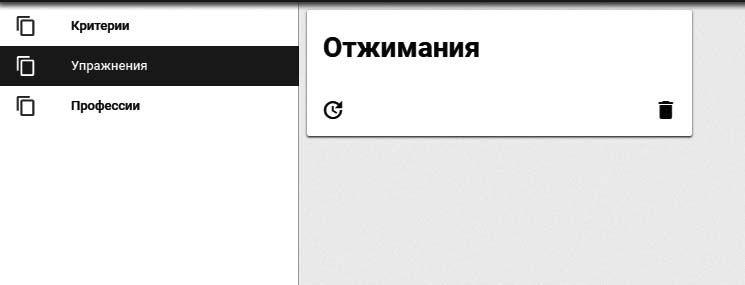 Критерии
Упражнения
Профессии
Отжимания